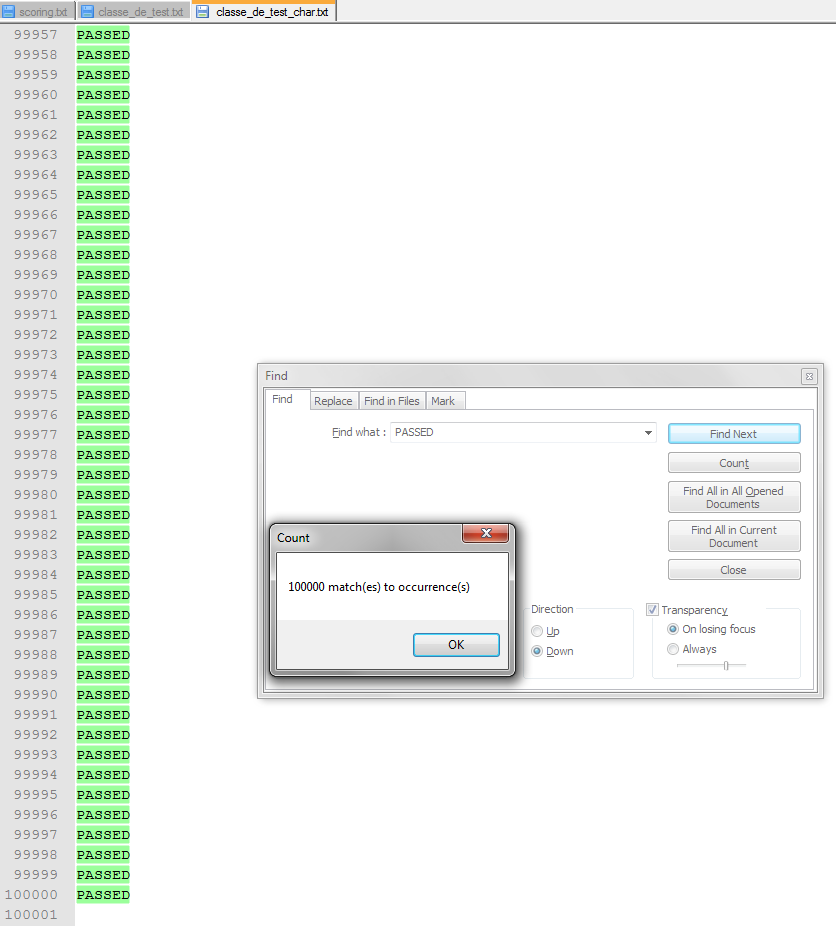 scoring.txt classe_de_test.txt classe_de_test_char.txt
99957 PASSED
99958 PASSED
99959 PASSED
99960 PASSED
99961 PASSED
99962 PASSED
99963 PASSED
99964 PASSED
99965 PASSED
99966 PASSED
99967 PASSED
99968 PASSED
99969 PASSED
99970 PASSED
99971 PASSED
99972 PASSED
99973 PASSED
99974 PASSED
99975 PASSED
99976 PASSED
99977 PASSED
99978 PASSED
99979 PASSED
99980 PASSED
99981 PASSED
99982 PASSED
99983 PASSED
99984 PASSED
99985 PASSED
99986 PASSED
99987 PASSED
99988 PASSED
99989 PASSED
99990 PASSED
99991 PASSED
99992 PASSED
99993 PASSED
99994 PASSED
99995 PASSED
99996 PASSED
99997 PASSED
99998 PASSED
99999 PASSED
100000 PASSED
100001
Find
Find Replace Find in Files Mark
Find what : PASSED
Find Next
Count
Find All in All Opened
Documents
Find All in Current
Document
Close
Count
100000 match(es) to occurrence(s)
OK
Direction
Up
Down
Transparency
On losing focus
Always